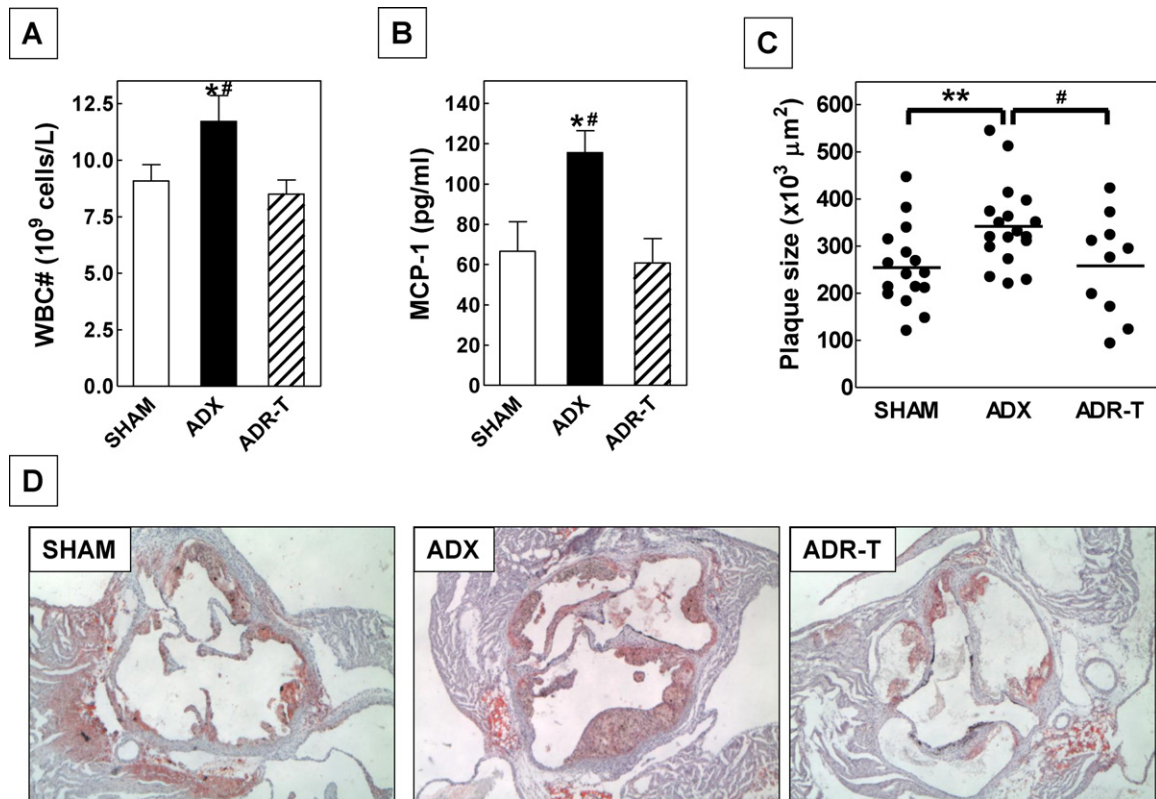 A
WBC# (10⁹ cells/L)
12.5
10.0
7.5
5.0
2.5
0.0
*#
SHAM
ADX
ADR-T
B
MCP-1 (pg/ml)
140
120
100
80
60
40
20
0
*#
SHAM
ADX
ADR-T
C
Plaque size (x10³ μm²)
600
500
400
300
200
100
0
**
#
SHAM ADX ADR-T
D
SHAM
ADX
ADR-T